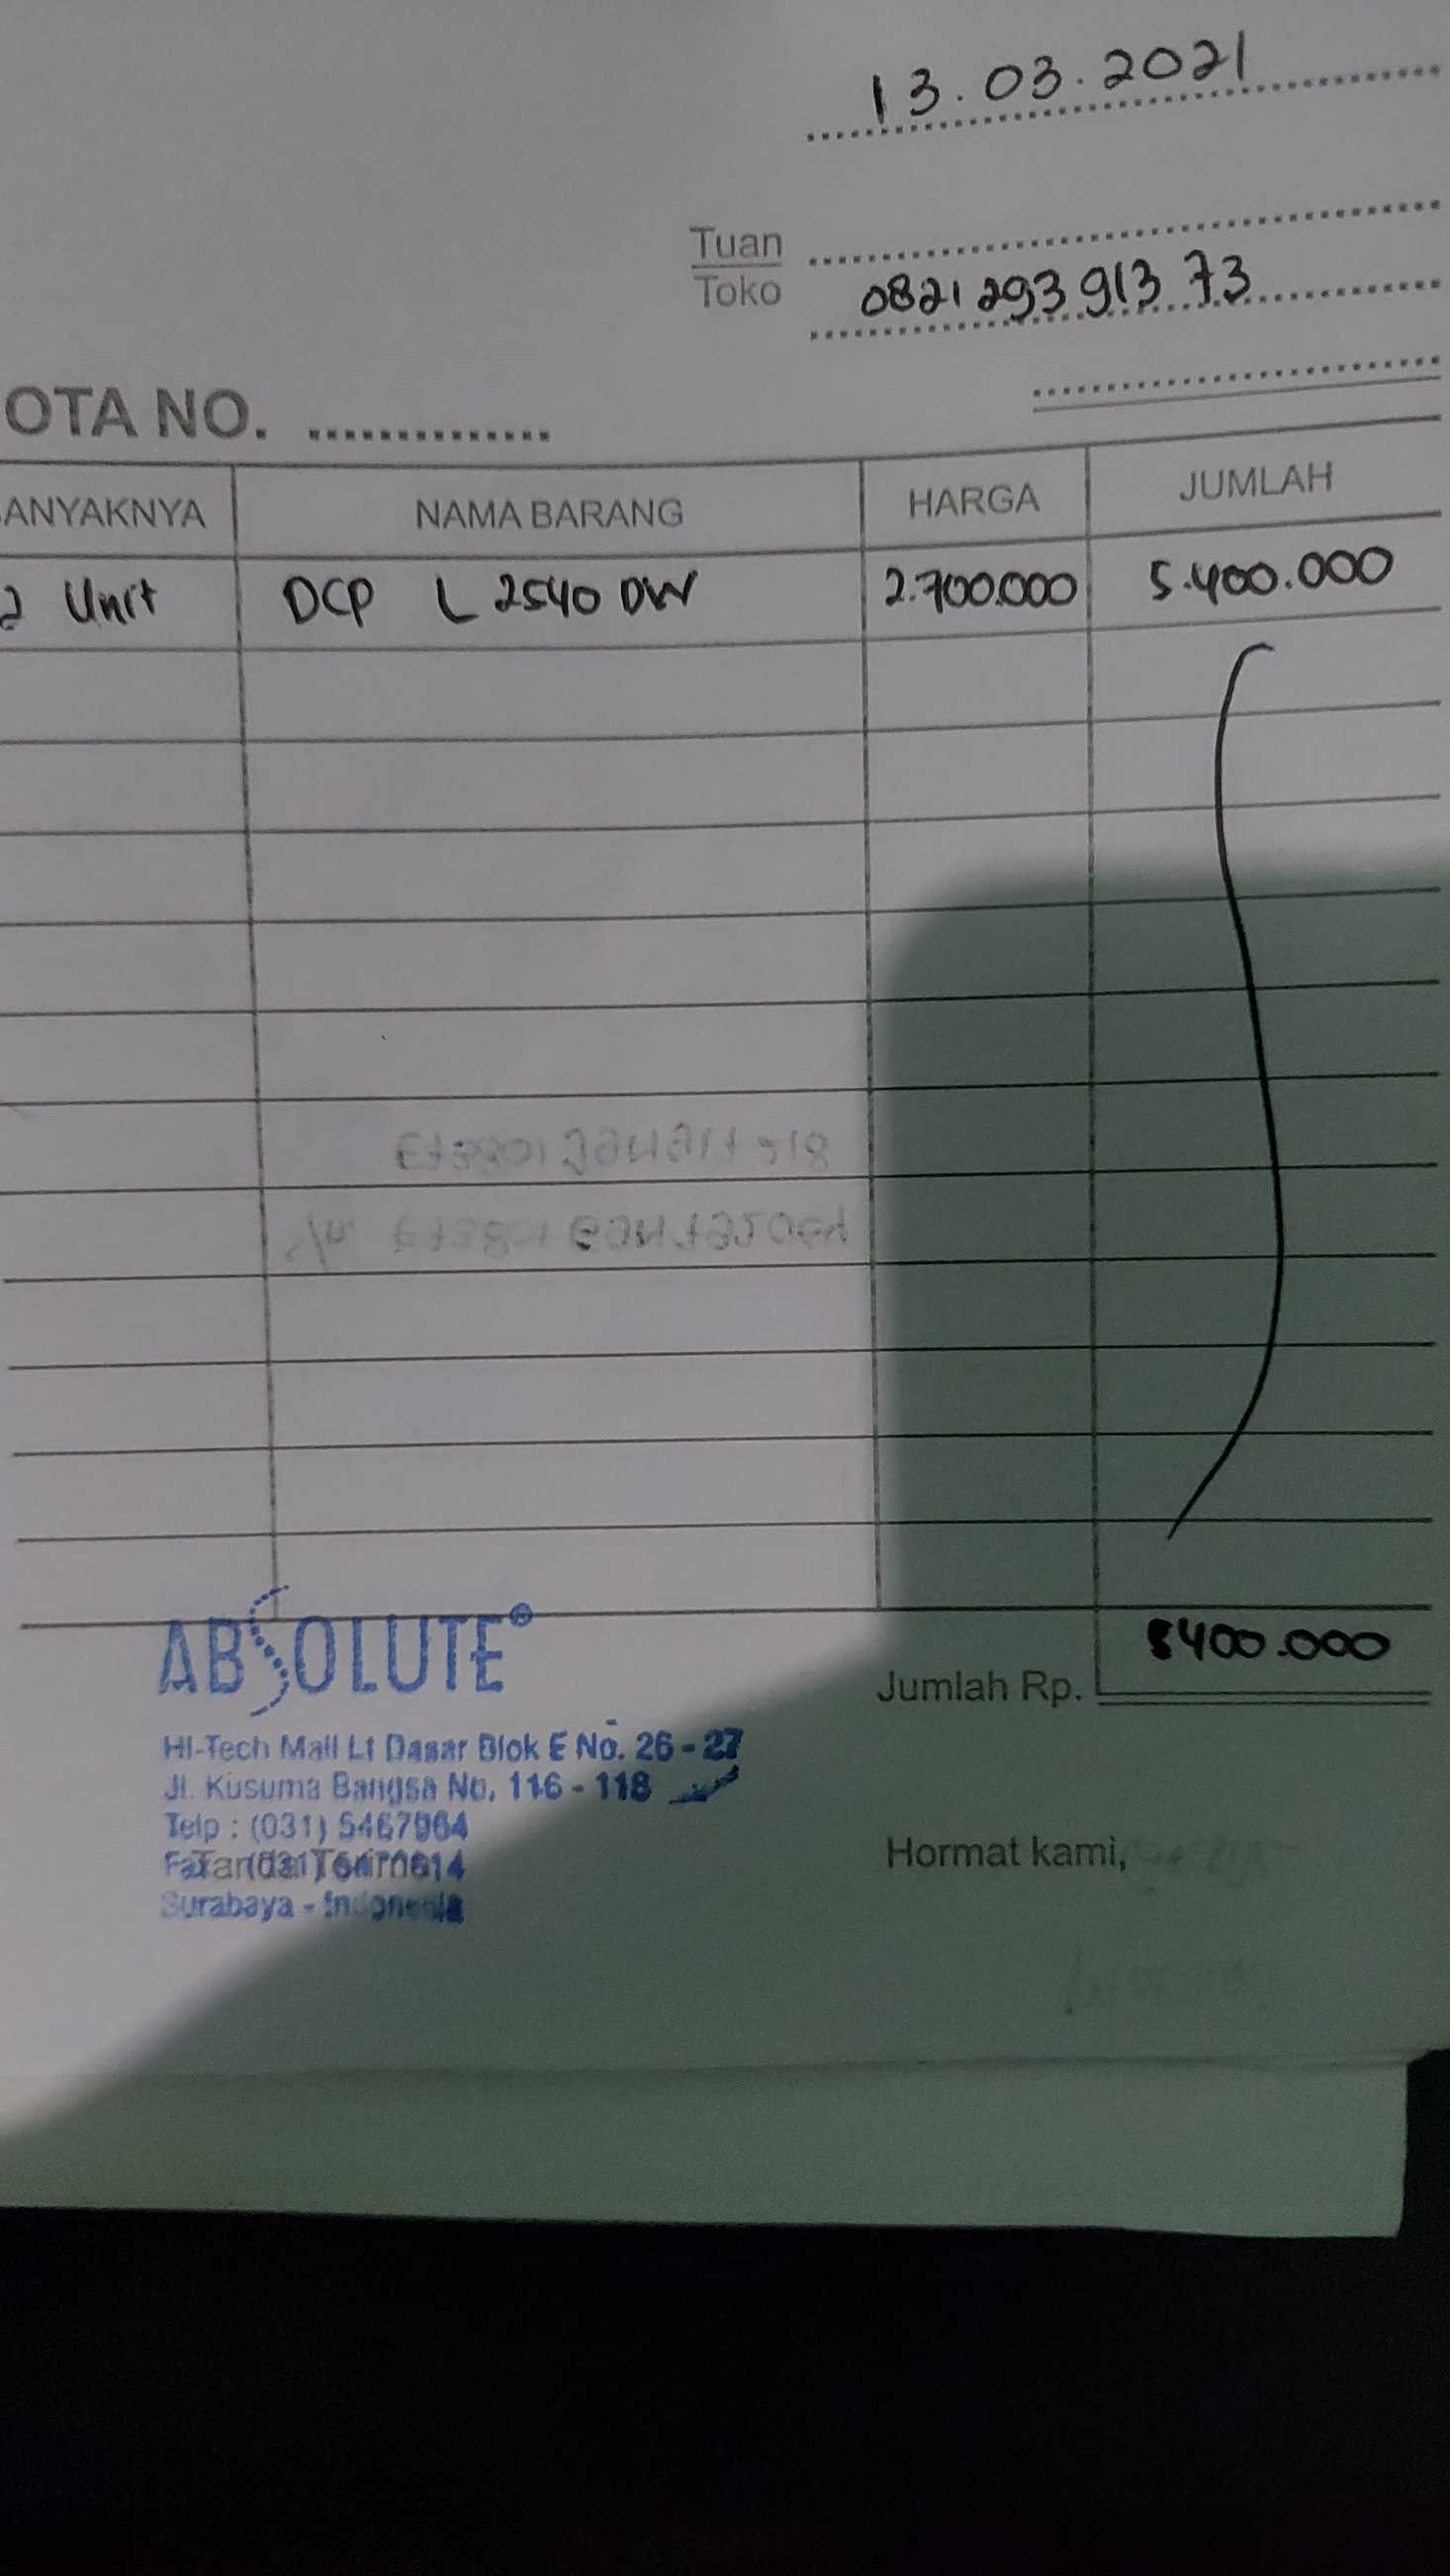 13.03.2021
Tuan
Toko 0821 293 913 73
OTA NO. ..............
ANYAKNYA NAMA BARANG HARGA JUMLAH
2 Unit DCP L 2540 DW 2.700.000 5.400.000
5400.000
Jumlah Rp.
ABSOLUTE®
Hi-Tech Mall Lt Dasar Blok E No. 26 - 27
Jl. Kusuma Bangsa No. 116 - 118
Telp : (031) 5467964
Tanda Terima
Hormat kami,
Surabaya - Indonesia